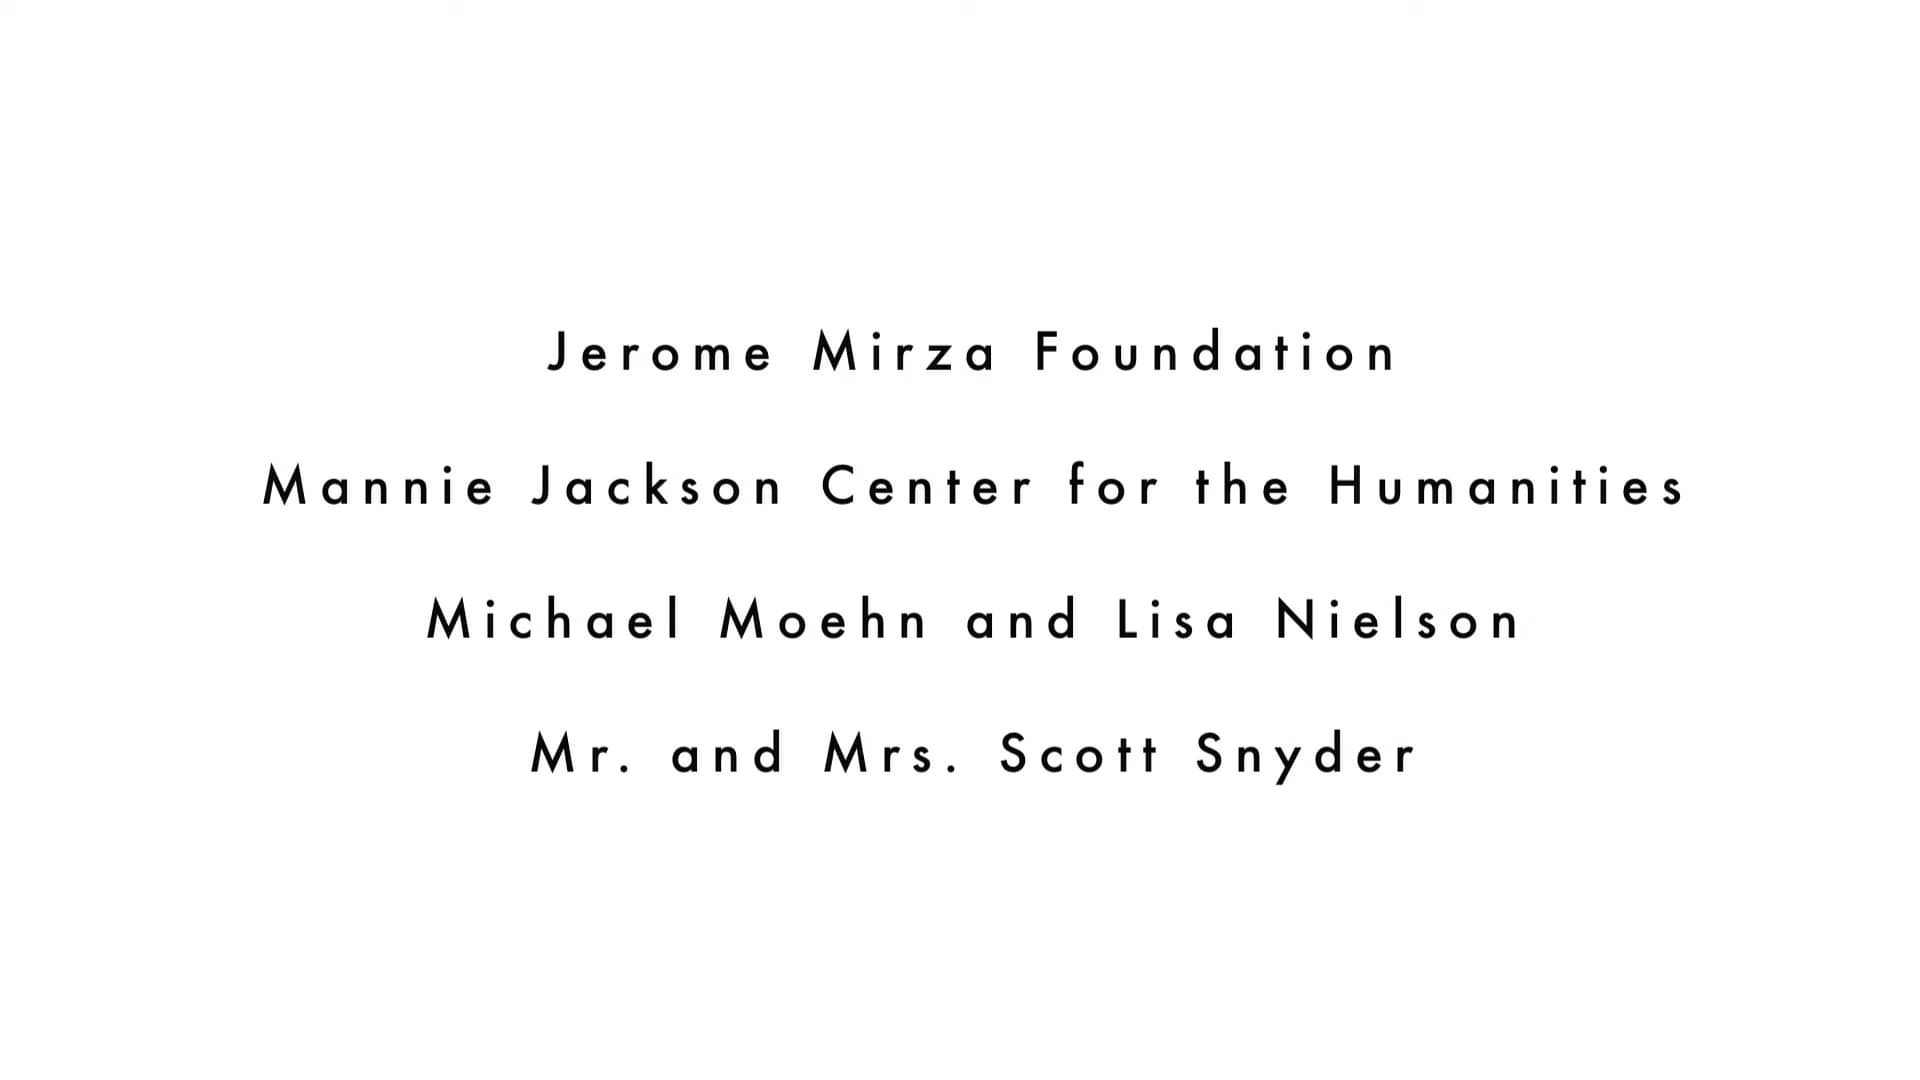 Jerome Mirza Foundation
Mannie Jackson Center for the Humanities
Michael Moehn and Lisa Nielson
Mr. and Mrs. Scott Snyder